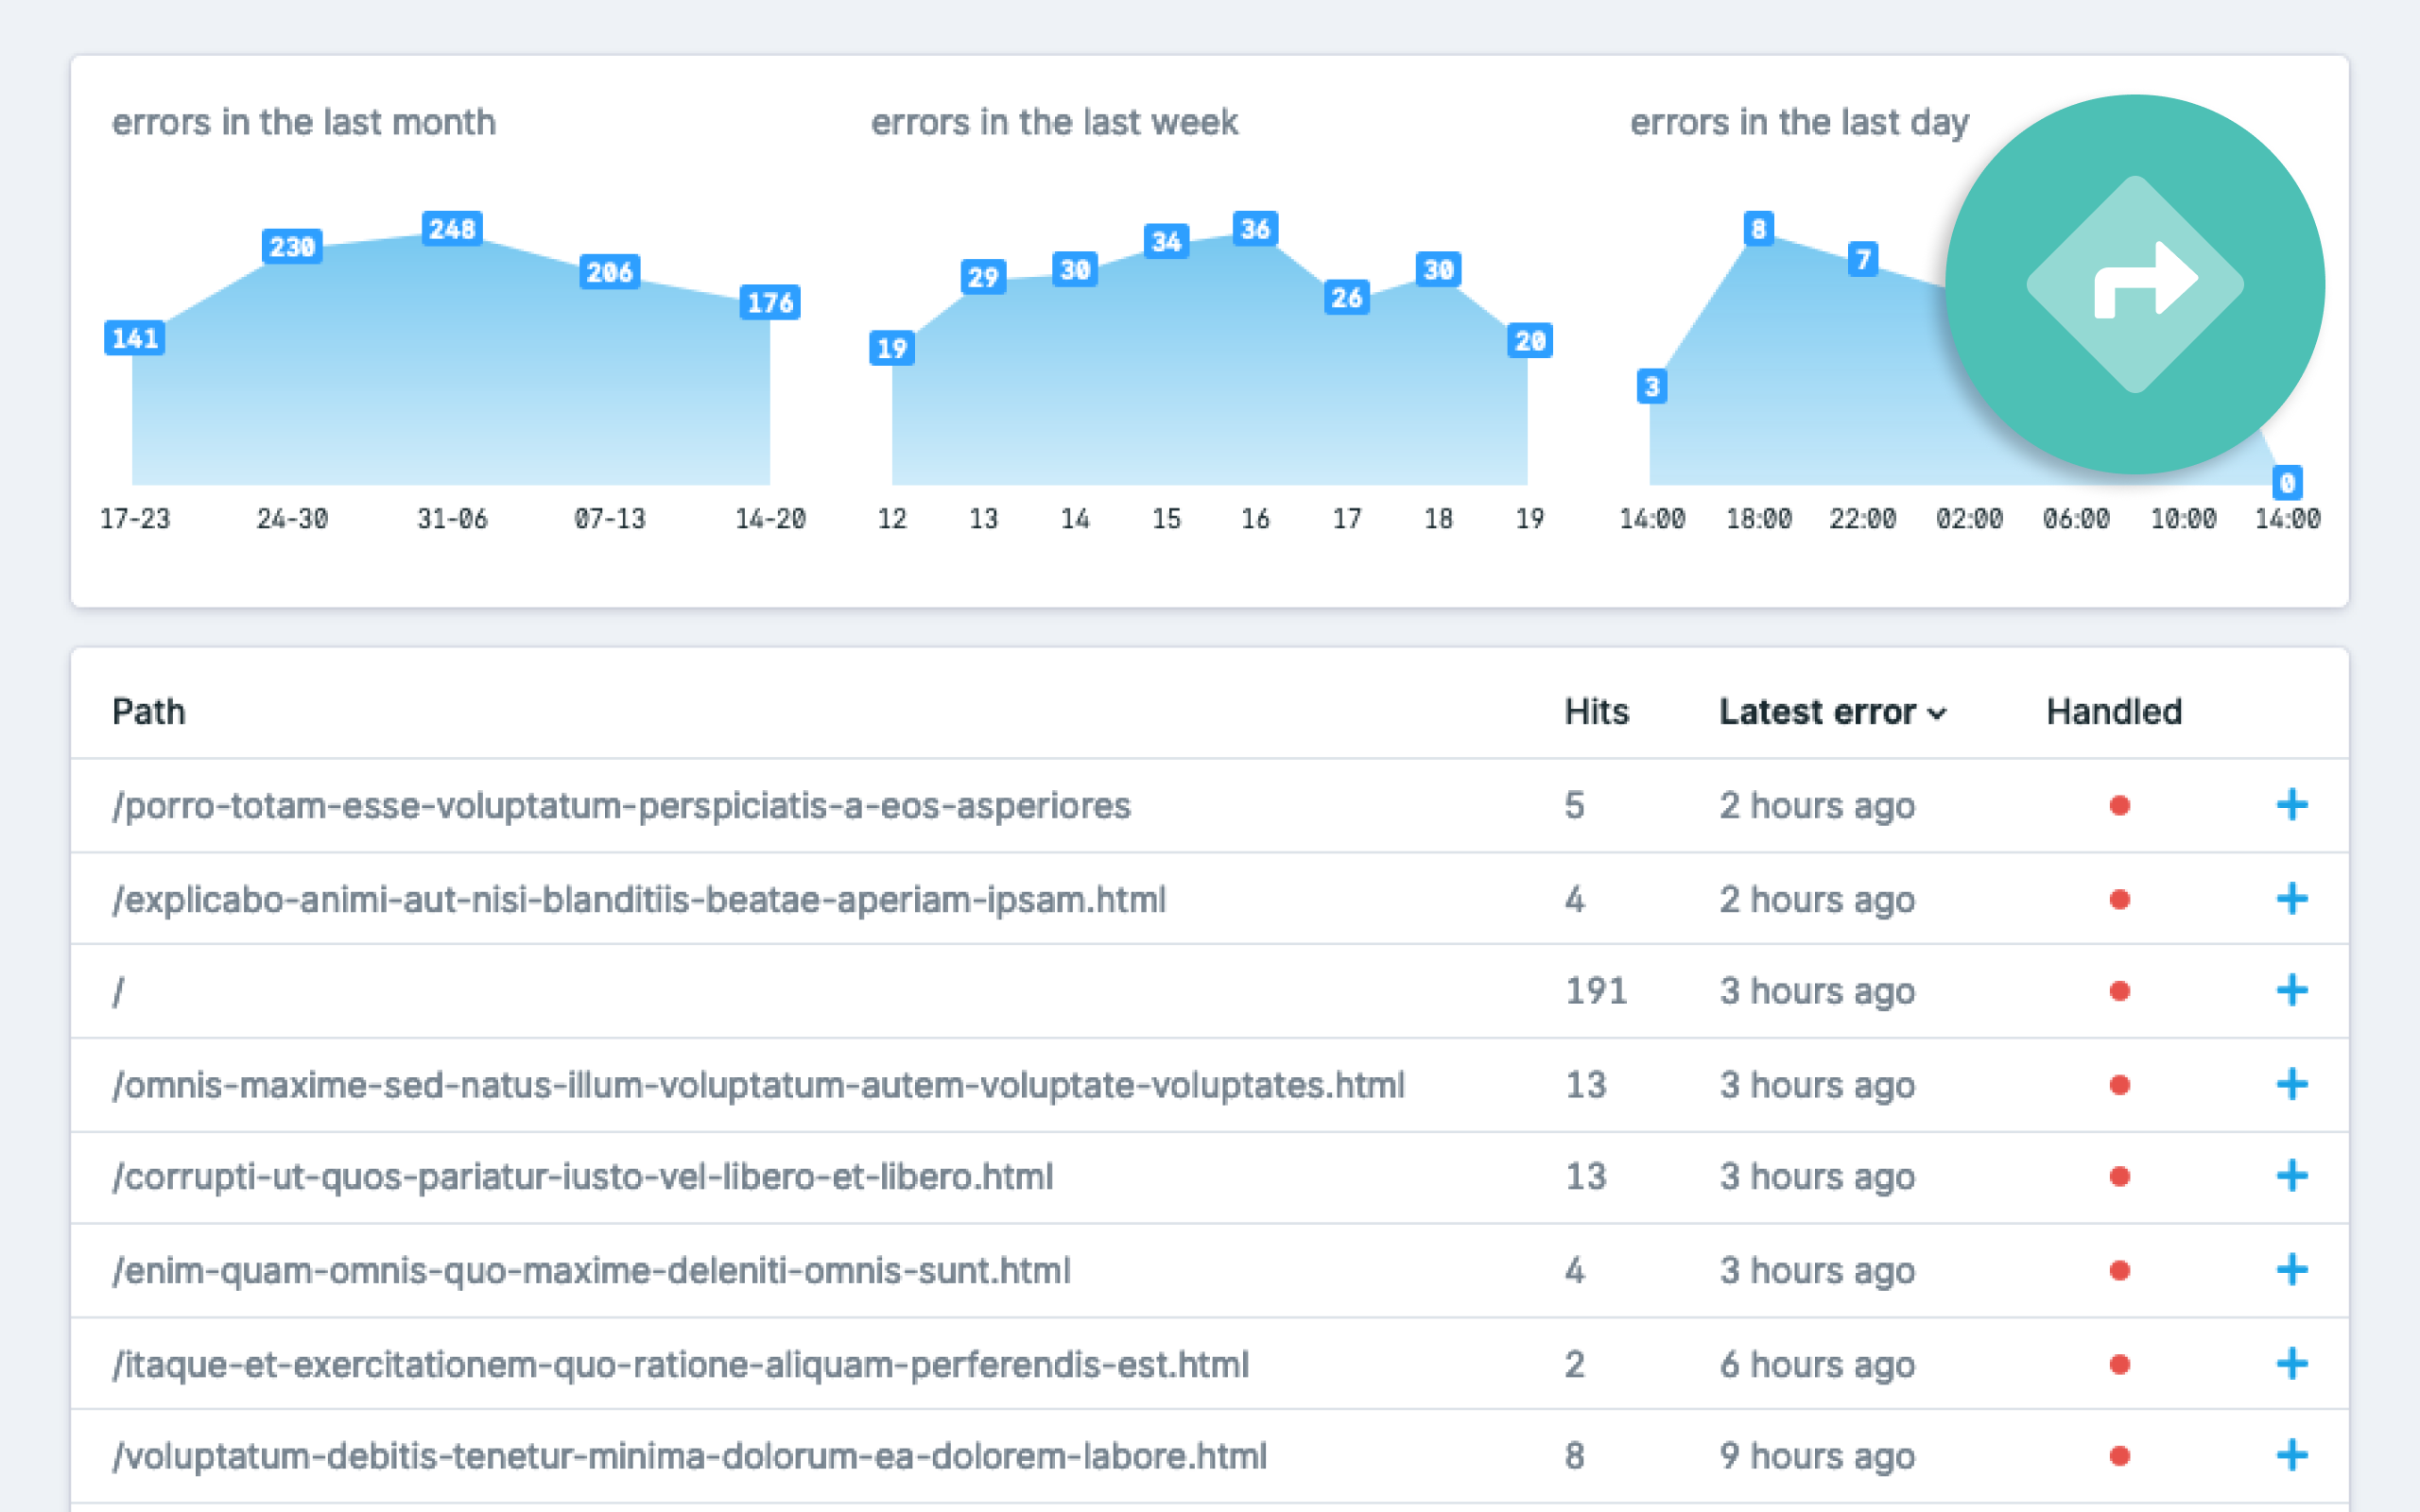 errors in the last month
248
230
206
176
141
17-23 24-30 31-06 07-13 14-20
errors in the last week
36
34
30
30
29
26
20
19
12 13 14 15 16 17 18 19
errors in the last day
8
7
3
0
14:00 18:00 22:00 02:00 06:00 10:00 14:00
Path Hits Latest error Handled
/porro-totam-esse-voluptatum-perspiciatis-a-eos-asperiores 5 2 hours ago
/explicabo-animi-aut-nisi-blanditiis-beatae-aperiam-ipsam.html 4 2 hours ago
/ 191 3 hours ago
/omnis-maxime-sed-natus-illum-voluptatum-autem-voluptate-voluptates.html 13 3 hours ago
/corrupti-ut-quos-pariatur-iusto-vel-libero-et-libero.html 13 3 hours ago
/enim-quam-omnis-quo-maxime-deleniti-omnis-sunt.html 4 3 hours ago
/itaque-et-exercitationem-quo-ratione-aliquam-perferendis-est.html 2 6 hours ago
/voluptatum-debitis-tenetur-minima-dolorum-ea-dolorem-labore.html 8 9 hours ago